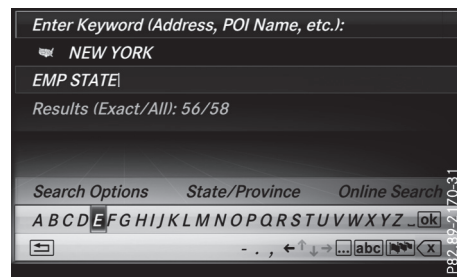 Enter Keyword (Address, POI Name, etc.):
NEW YORK
EMP STATE
Results (Exact/All): 56/58
Search Options State/Province Online Search
A B C D E F G H I J K L M N O P Q R S T U V W X Y Z _ ok
- . , ←↑↓→ ... abc X
P82.89-2170-31